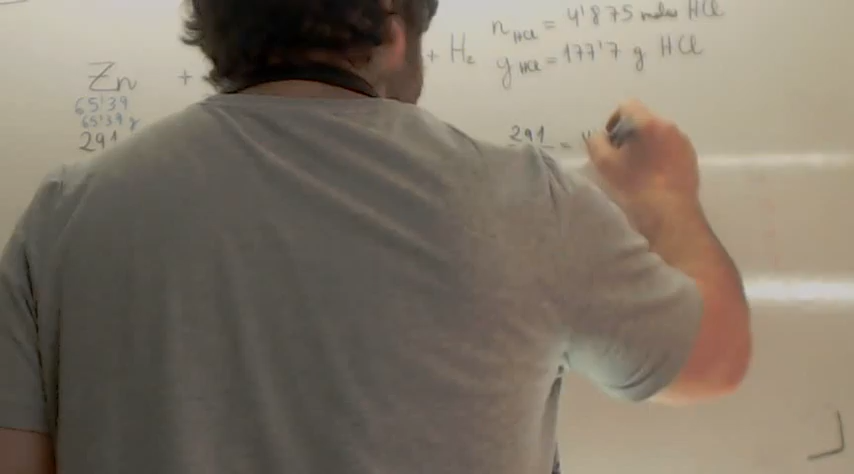 Zn +
+ H₂
65'39
65'39 g
291
n HCl = 4'875 moles HCl
g HCl = 177'7 g HCl
291 =